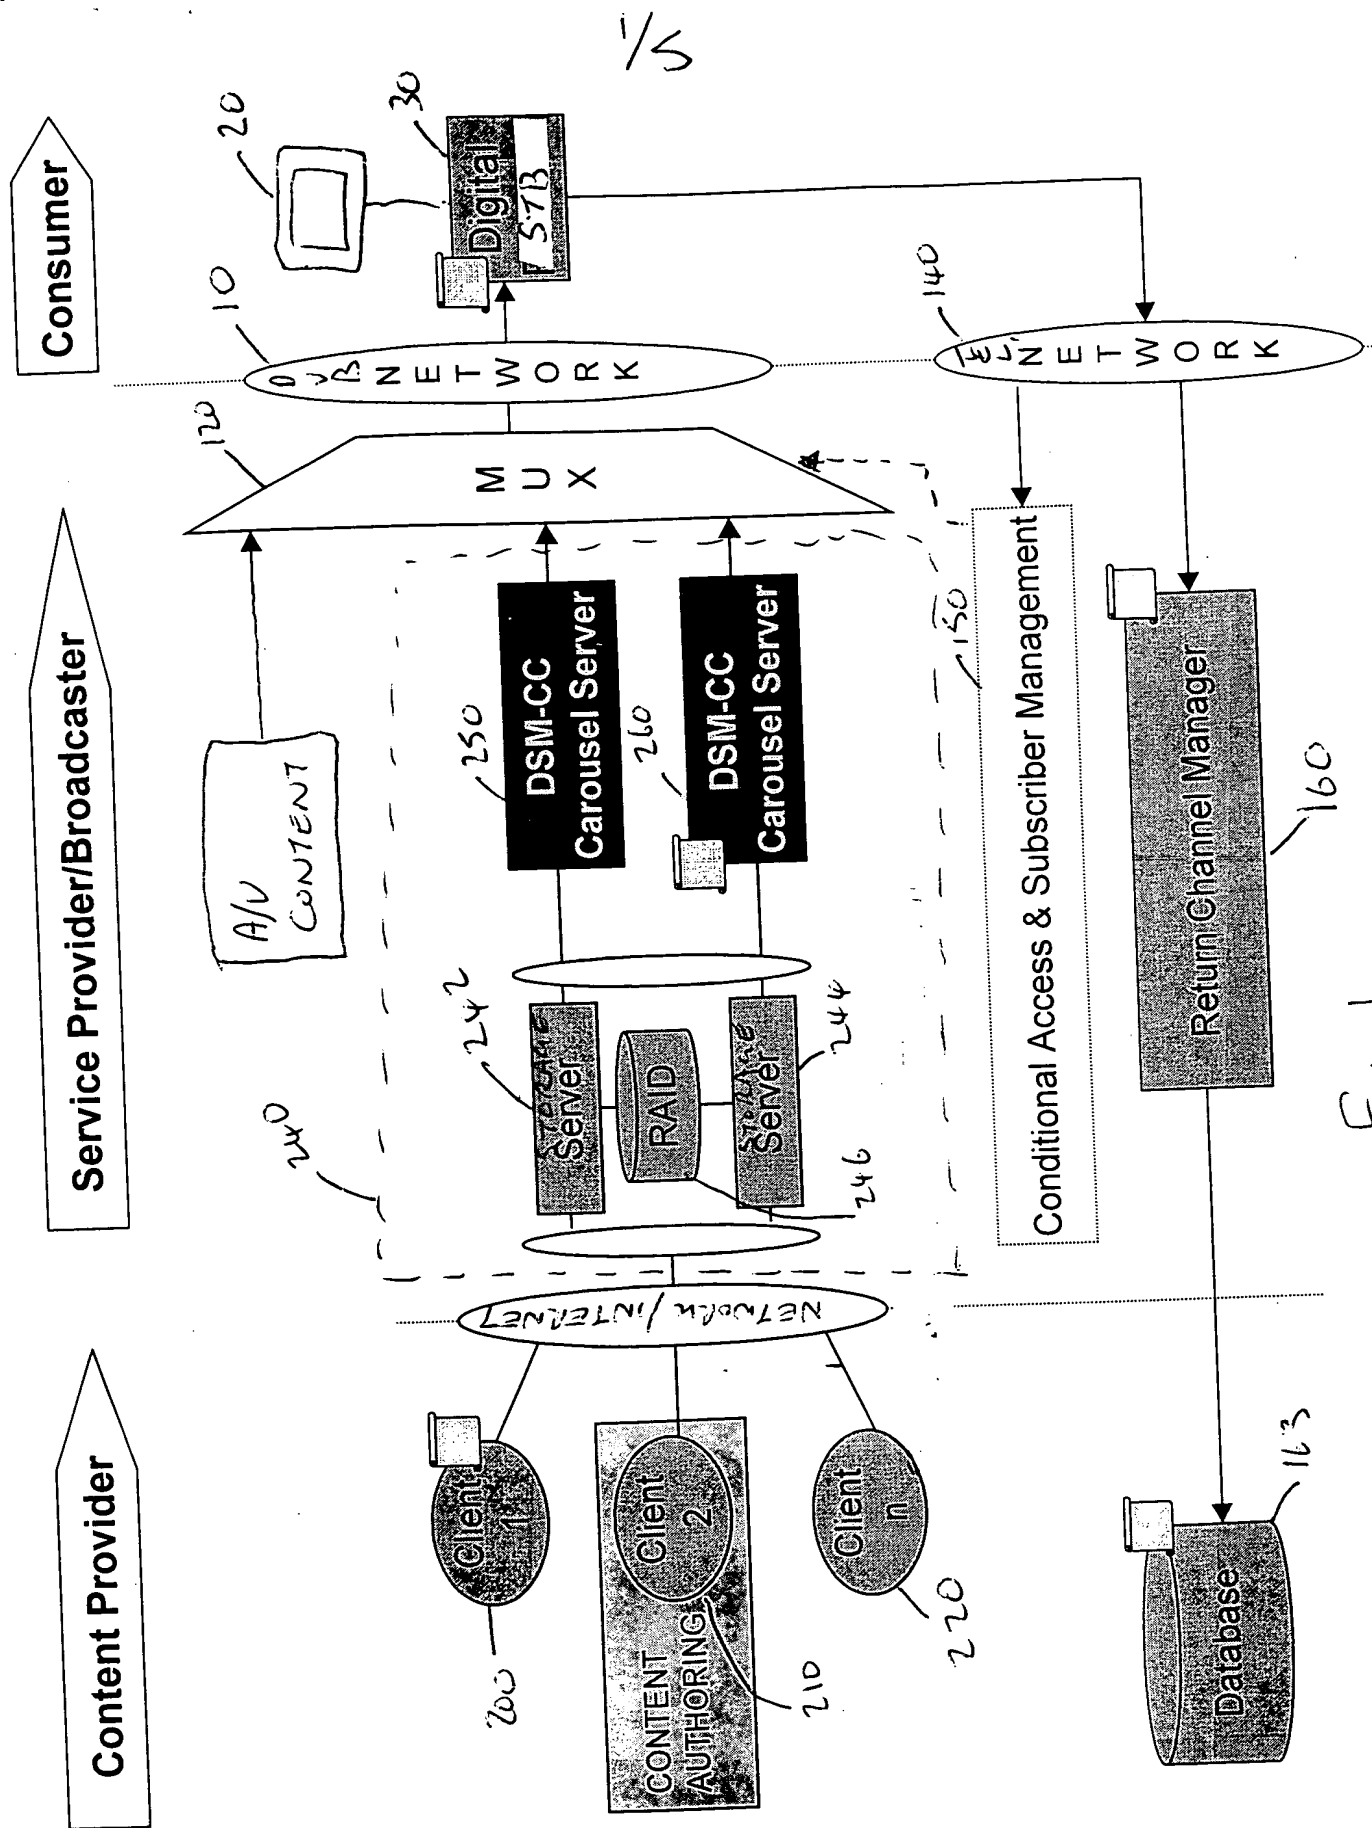 1/5
Content Provider
Service Provider/Broadcaster
Consumer
20
30
10
120
A/V
CONTENT
240
242
250
Digital
STB
DVB
NETWORK
MUX
DSM-CC
Carousel Server
STORAGE
Server
RAID
Client
1
200
NETWORK/INTERNET
CONTENT
AUTHORING
Client
2
210
260
DSM-CC
Carousel Server
STORAGE
Server
244
246
Client
n
220
150
140
TEL.
NETWORK
Conditional Access & Subscriber Management
Return Channel Manager
160
Database
163